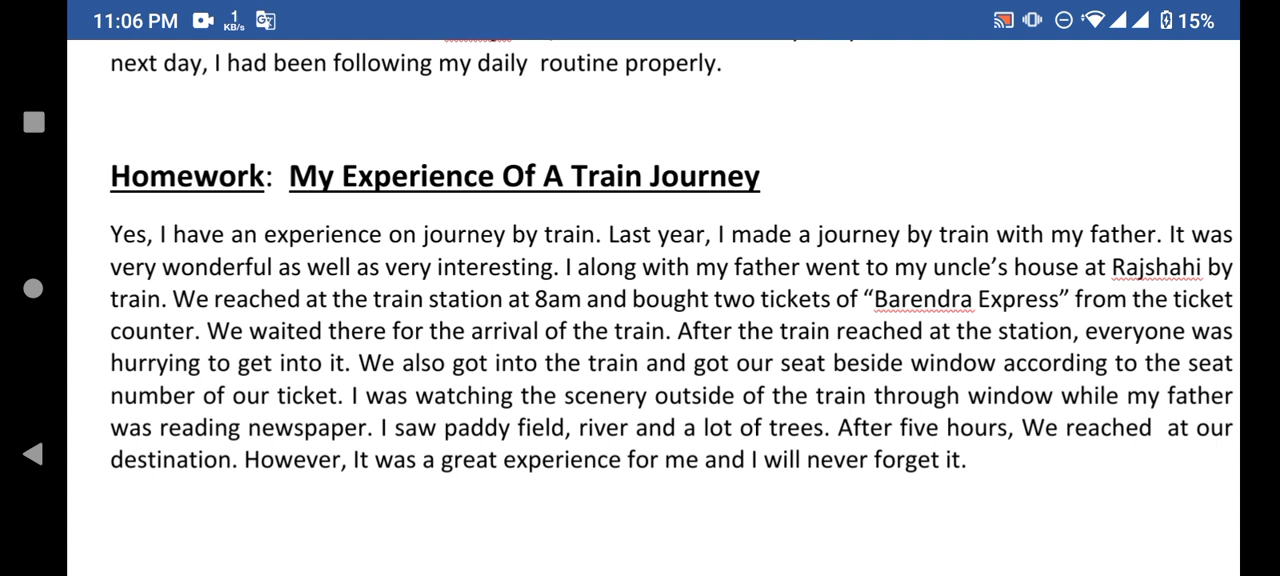 11:06 PM 1 KB/s 15%
next day, I had been following my daily  routine properly.
Homework:  My Experience Of A Train Journey
Yes, I have an experience on journey by train. Last year, I made a journey by train with my father. It was
very wonderful as well as very interesting. I along with my father went to my uncle’s house at Rajshahi by
train. We reached at the train station at 8am and bought two tickets of “Barendra Express” from the ticket
counter. We waited there for the arrival of the train. After the train reached at the station, everyone was
hurrying to get into it. We also got into the train and got our seat beside window according to the seat
number of our ticket. I was watching the scenery outside of the train through window while my father
was reading newspaper. I saw paddy field, river and a lot of trees. After five hours, We reached  at our
destination. However, It was a great experience for me and I will never forget it.